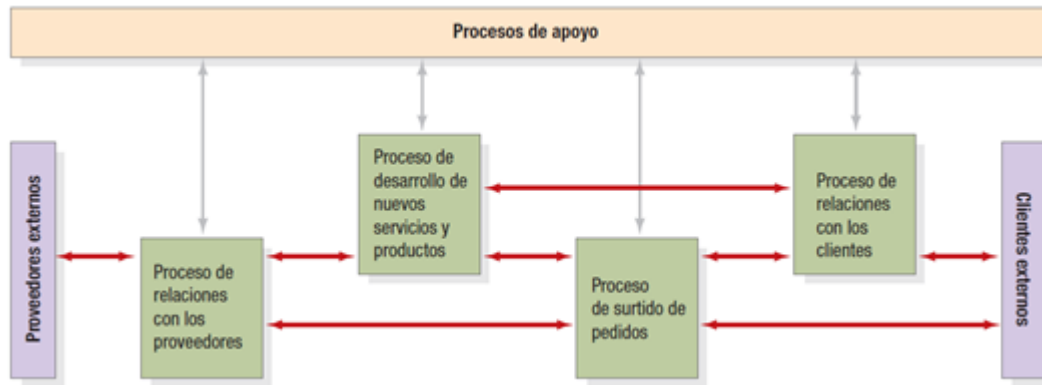 Procesos de apoyo
Proveedores externos
Proceso de
relaciones
con los
proveedores
Proceso de
desarrollo de
nuevos
servicios y
productos
Proceso
de surtido de
pedidos
Proceso de
relaciones
con los
clientes
Clientes externos